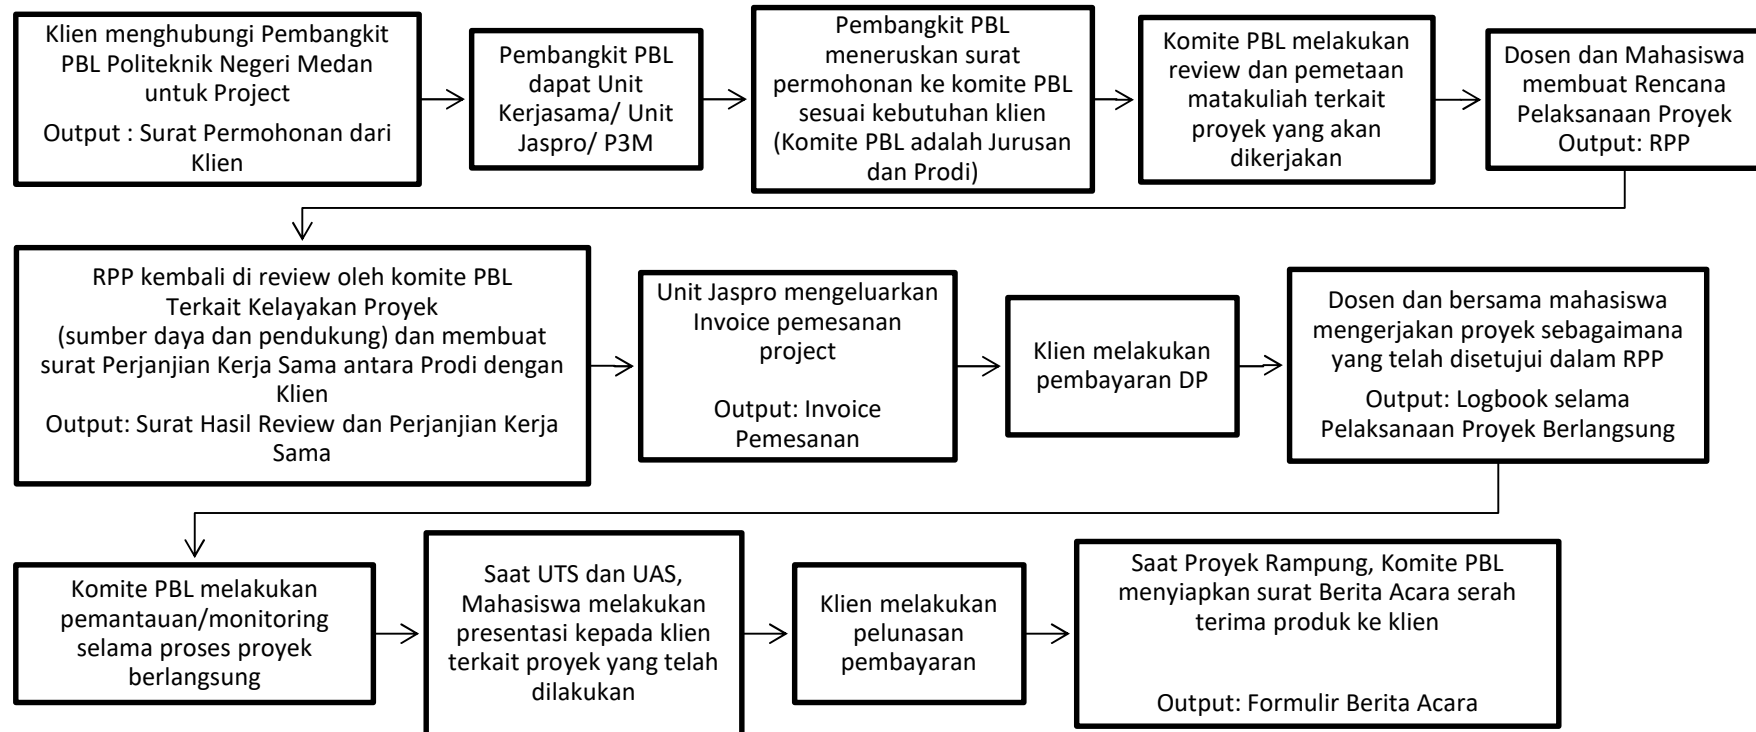 Klien menghubungi Pembangkit
PBL Politeknik Negeri Medan
untuk Project
Output : Surat Permohonan dari
Klien
Pembangkit PBL
dapat Unit
Kerjasama/ Unit
Jaspro/ P3M
Pembangkit PBL
meneruskan surat
permohonan ke komite PBL
sesuai kebutuhan klien
(Komite PBL adalah Jurusan
dan Prodi)
Komite PBL melakukan
review dan pemetaan
matakuliah terkait
proyek yang akan
dikerjakan
Dosen dan Mahasiswa
membuat Rencana
Pelaksanaan Proyek
Output: RPP
RPP kembali di review oleh komite PBL
Terkait Kelayakan Proyek
(sumber daya dan pendukung) dan membuat
surat Perjanjian Kerja Sama antara Prodi dengan
Klien
Output: Surat Hasil Review dan Perjanjian Kerja
Sama
Unit Jaspro mengeluarkan
Invoice pemesanan
project
Output: Invoice
Pemesanan
Klien melakukan
pembayaran DP
Dosen dan bersama mahasiswa
mengerjakan proyek sebagaimana
yang telah disetujui dalam RPP
Output: Logbook selama
Pelaksanaan Proyek Berlangsung
Komite PBL melakukan
pemantauan/monitoring
selama proses proyek
berlangsung
Saat UTS dan UAS,
Mahasiswa melakukan
presentasi kepada klien
terkait proyek yang telah
dilakukan
Klien melakukan
pelunasan
pembayaran
Saat Proyek Rampung, Komite PBL
menyiapkan surat Berita Acara serah
terima produk ke klien
Output: Formulir Berita Acara